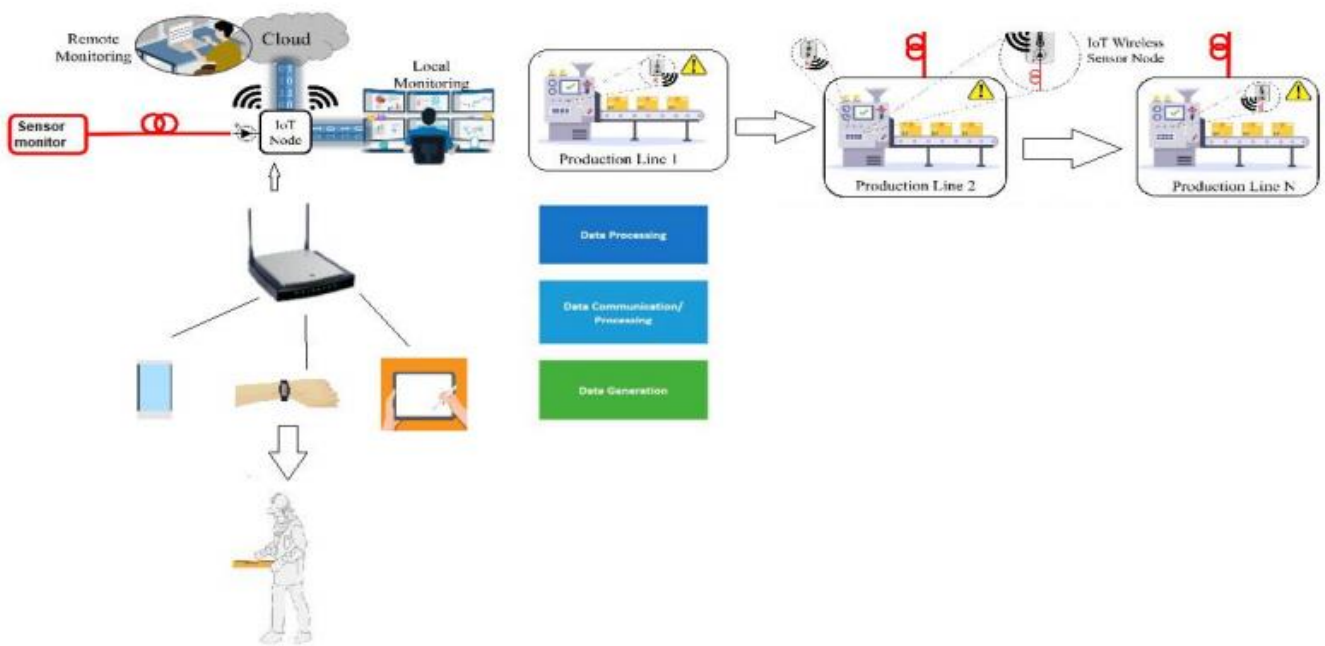 Remote
Monitoring
Cloud
Local
Monitoring
Sensor
monitor
IoT
Node
Production Line 1
IoT Wireless
Sensor Node
Production Line 2
Production Line N
Data Processing
Data Communication/
Processing
Data Generation